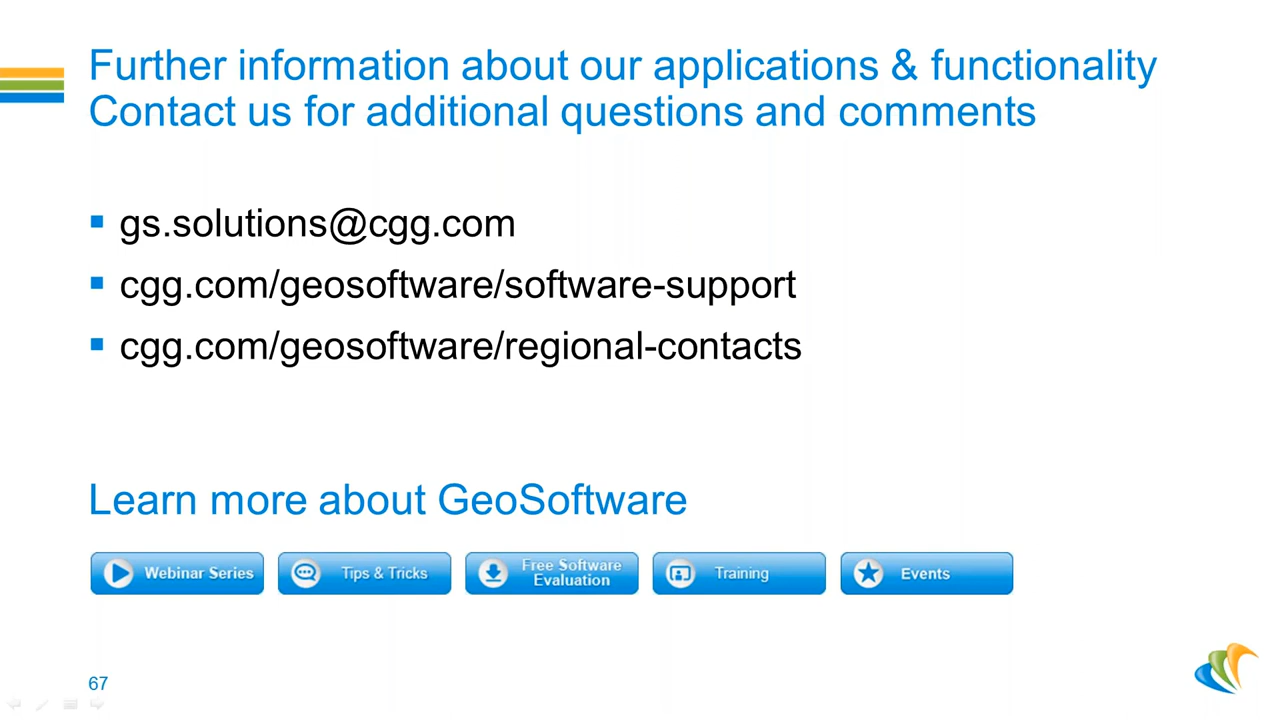 Further information about our applications & functionality
Contact us for additional questions and comments
gs.solutions@cgg.com
cgg.com/geosoftware/software-support
cgg.com/geosoftware/regional-contacts
Learn more about GeoSoftware
Webinar Series
Tips & Tricks
Free Software
Evaluation
Training
Events
67